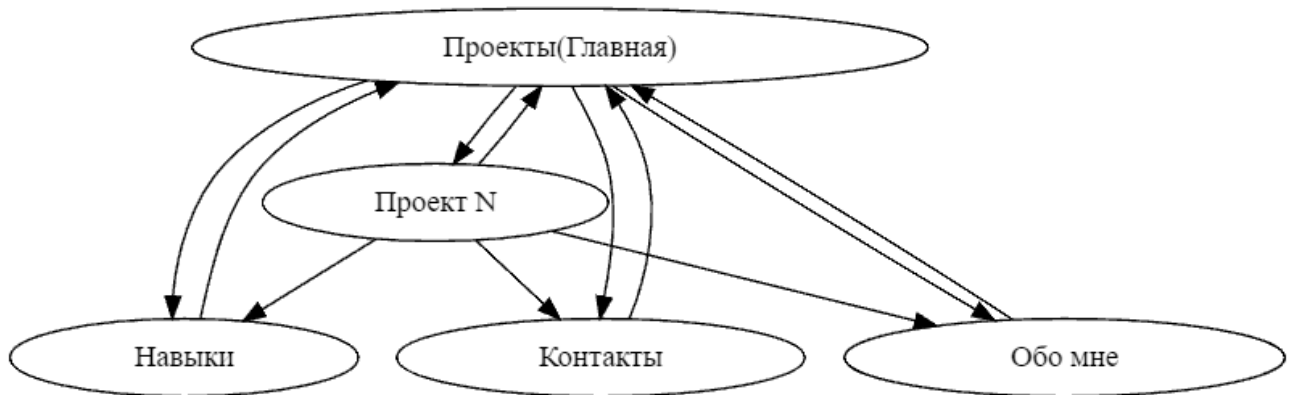 Проекты(Главная)
Проект N
Навыки
Контакты
Обо мне